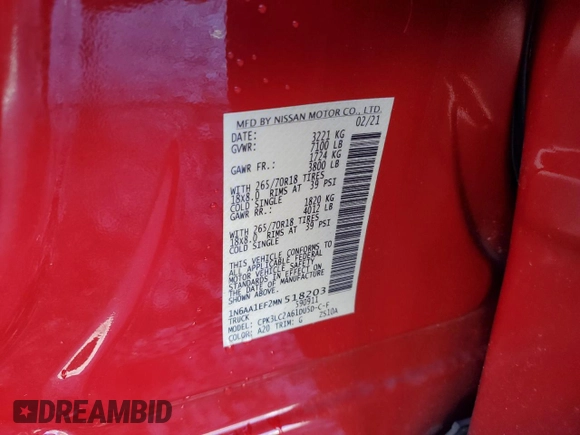 MFD BY NISSAN MOTOR CO., LTD.
DATE: 02/21
GVWR: 3221 KG
7100 LB
GAWR FR.: 1724 KG
3800 LB
WITH 265/70R18 TIRES
18x8.0 RIMS AT 39 PSI
COLD SINGLE
GAWR RR.: 1820 KG
4012 LB
WITH 265/70R18 TIRES
18x8.0 RIMS AT 39 PSI
COLD SINGLE
THIS VEHICLE CONFORMS TO
ALL APPLICABLE FEDERAL
MOTOR VEHICLE SAFETY
STANDARDS IN EFFECT ON
THE DATE OF MANUFACTURE
SHOWN ABOVE.
1N6AA1EF2MN518203
TRUCK 590911
MODEL: CPK3LC2A61DU5D-C-F
COLOR: A20 TRIM: G 2510A
DREAMBID